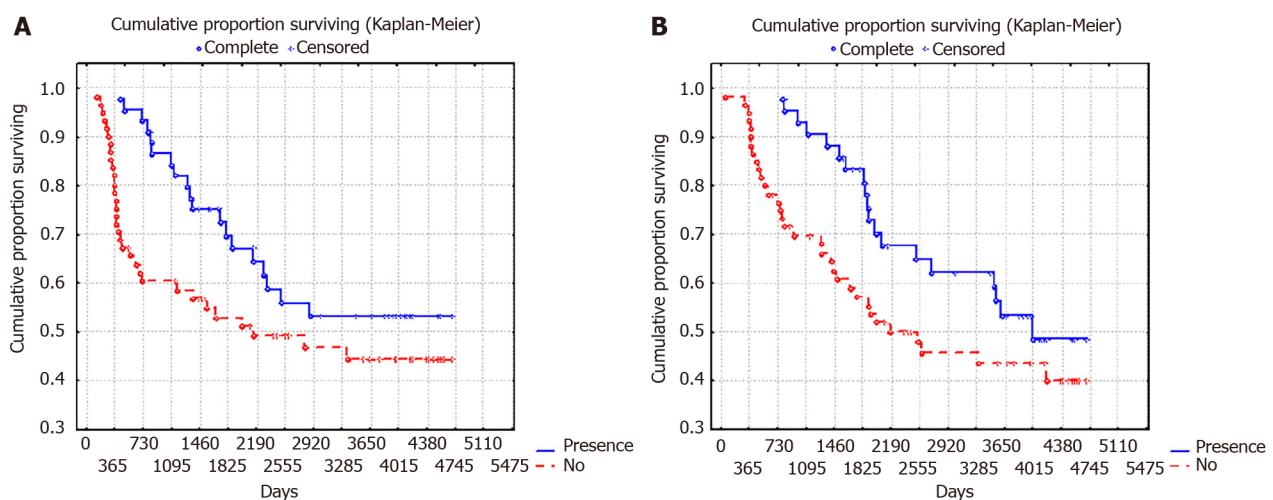 A
Cumulative proportion surviving (Kaplan-Meier)
Complete Censored
Cumulative proportion surviving
1.0
0.9
0.8
0.7
0.6
0.5
0.4
0.3
0 730 1460 2190 2920 3650 4380 5110
365 1095 1825 2555 3285 4015 4745 5475
Days
Presence
No
B
Cumulative proportion surviving (Kaplan-Meier)
Complete Censored
Cumulative proportion surviving
1.0
0.9
0.8
0.7
0.6
0.5
0.4
0.3
0 730 1460 2190 2920 3650 4380 5110
365 1095 1825 2555 3285 4015 4745 5475
Days
Presence
No